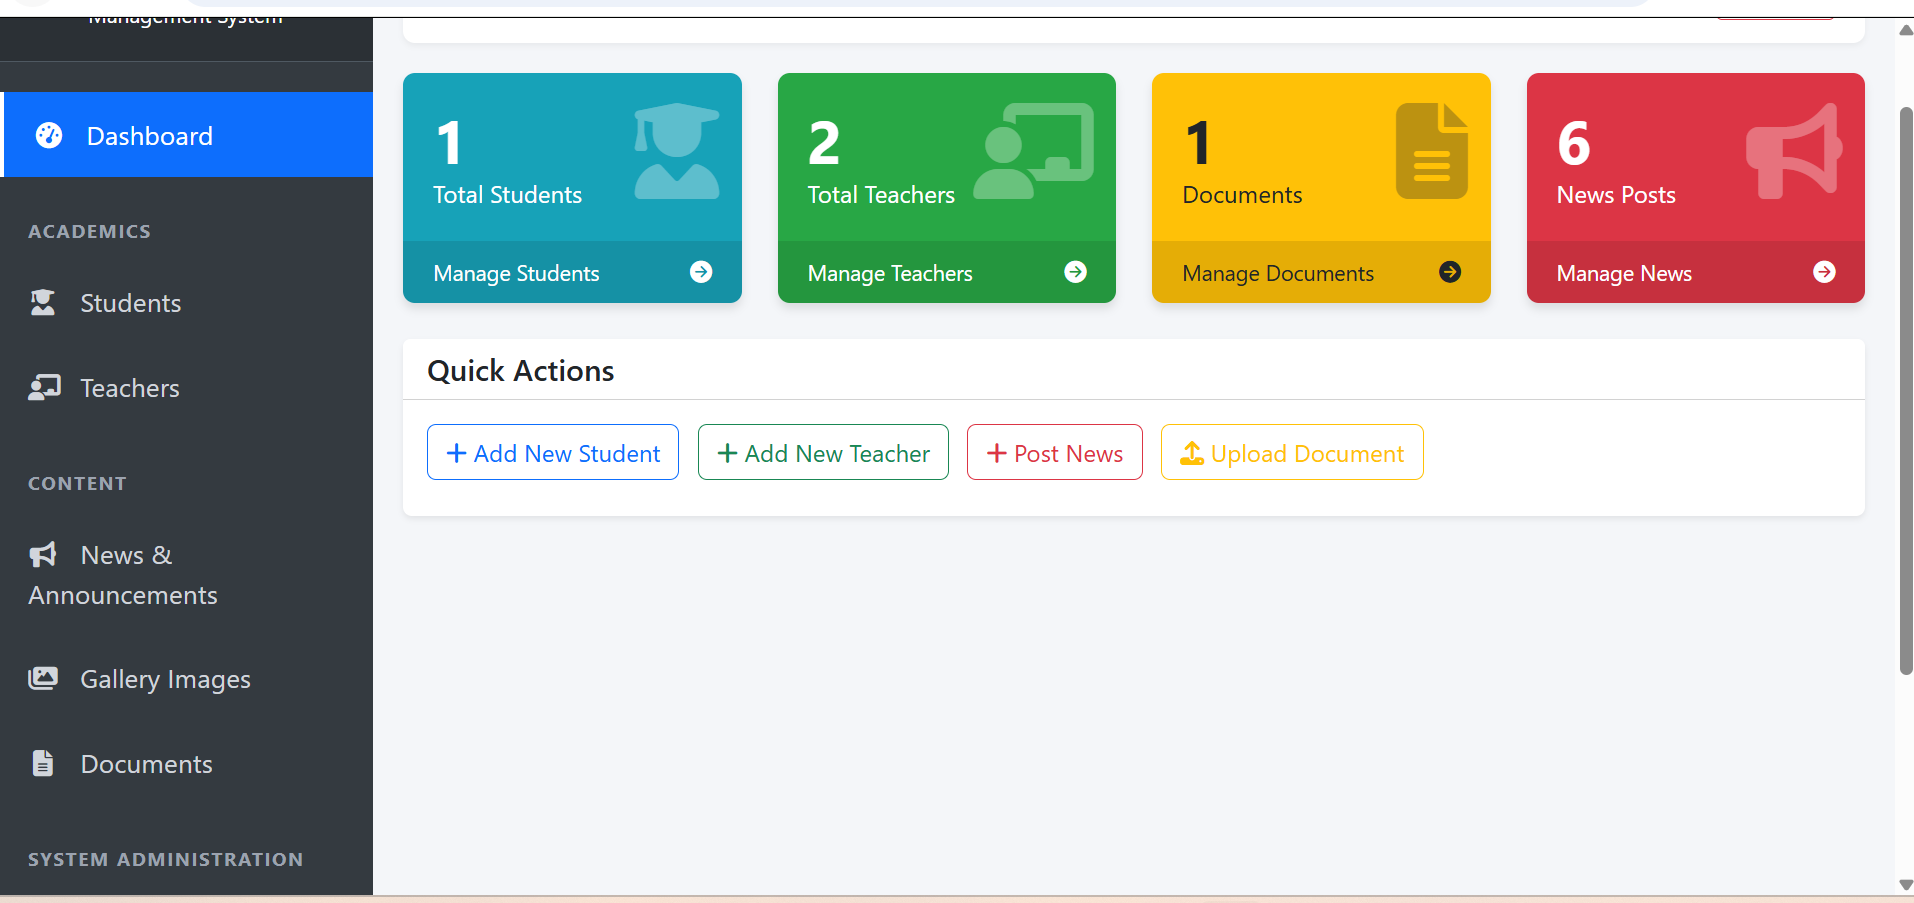 Management System
Dashboard
ACADEMICS
Students
Teachers
CONTENT
News &
Announcements
Gallery Images
Documents
SYSTEM ADMINISTRATION
1
Total Students
Manage Students
2
Total Teachers
Manage Teachers
1
Documents
Manage Documents
6
News Posts
Manage News
Quick Actions
Add New Student
Add New Teacher
Post News
Upload Document